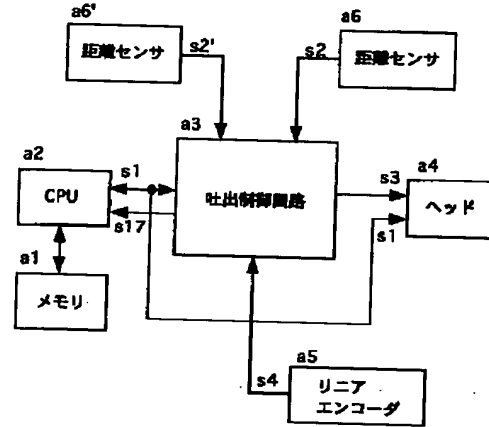 a6'
a6
距離センサ
s2'
s2
距離センサ
a3
a2
s1
s3
a4
CPU
吐出制御回路
ヘッド
s17
s1
a1
メモリ
a5
s4
リニア
エンコーダ